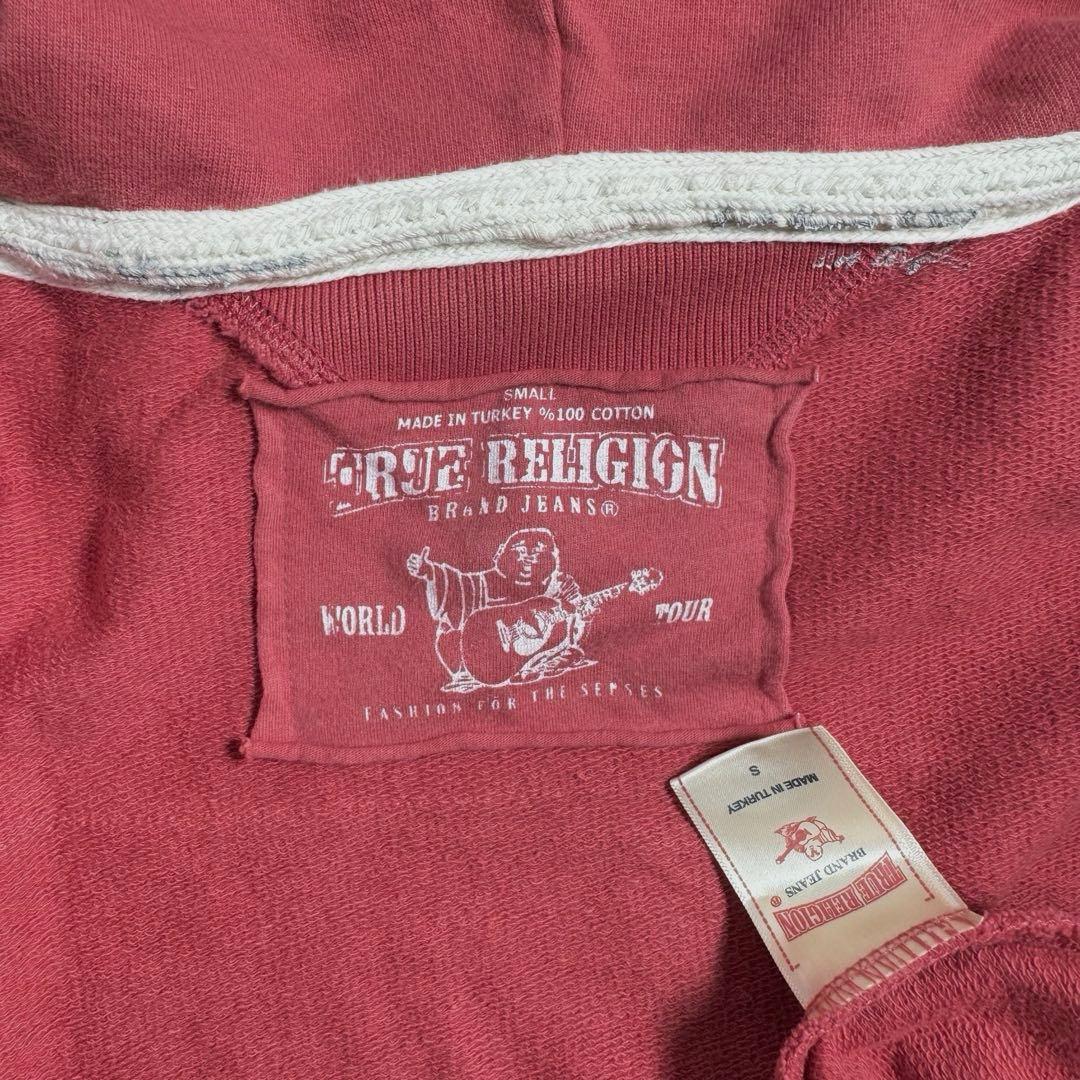 SMALL
MADE IN TURKEY %100 COTTON
TRUE RELIGION
BRAND JEANS®
WORLD TOUR
FASHION FOR THE SENSES
TRUE RELIGION
BRAND JEANS ®
MADE IN TURKEY
S